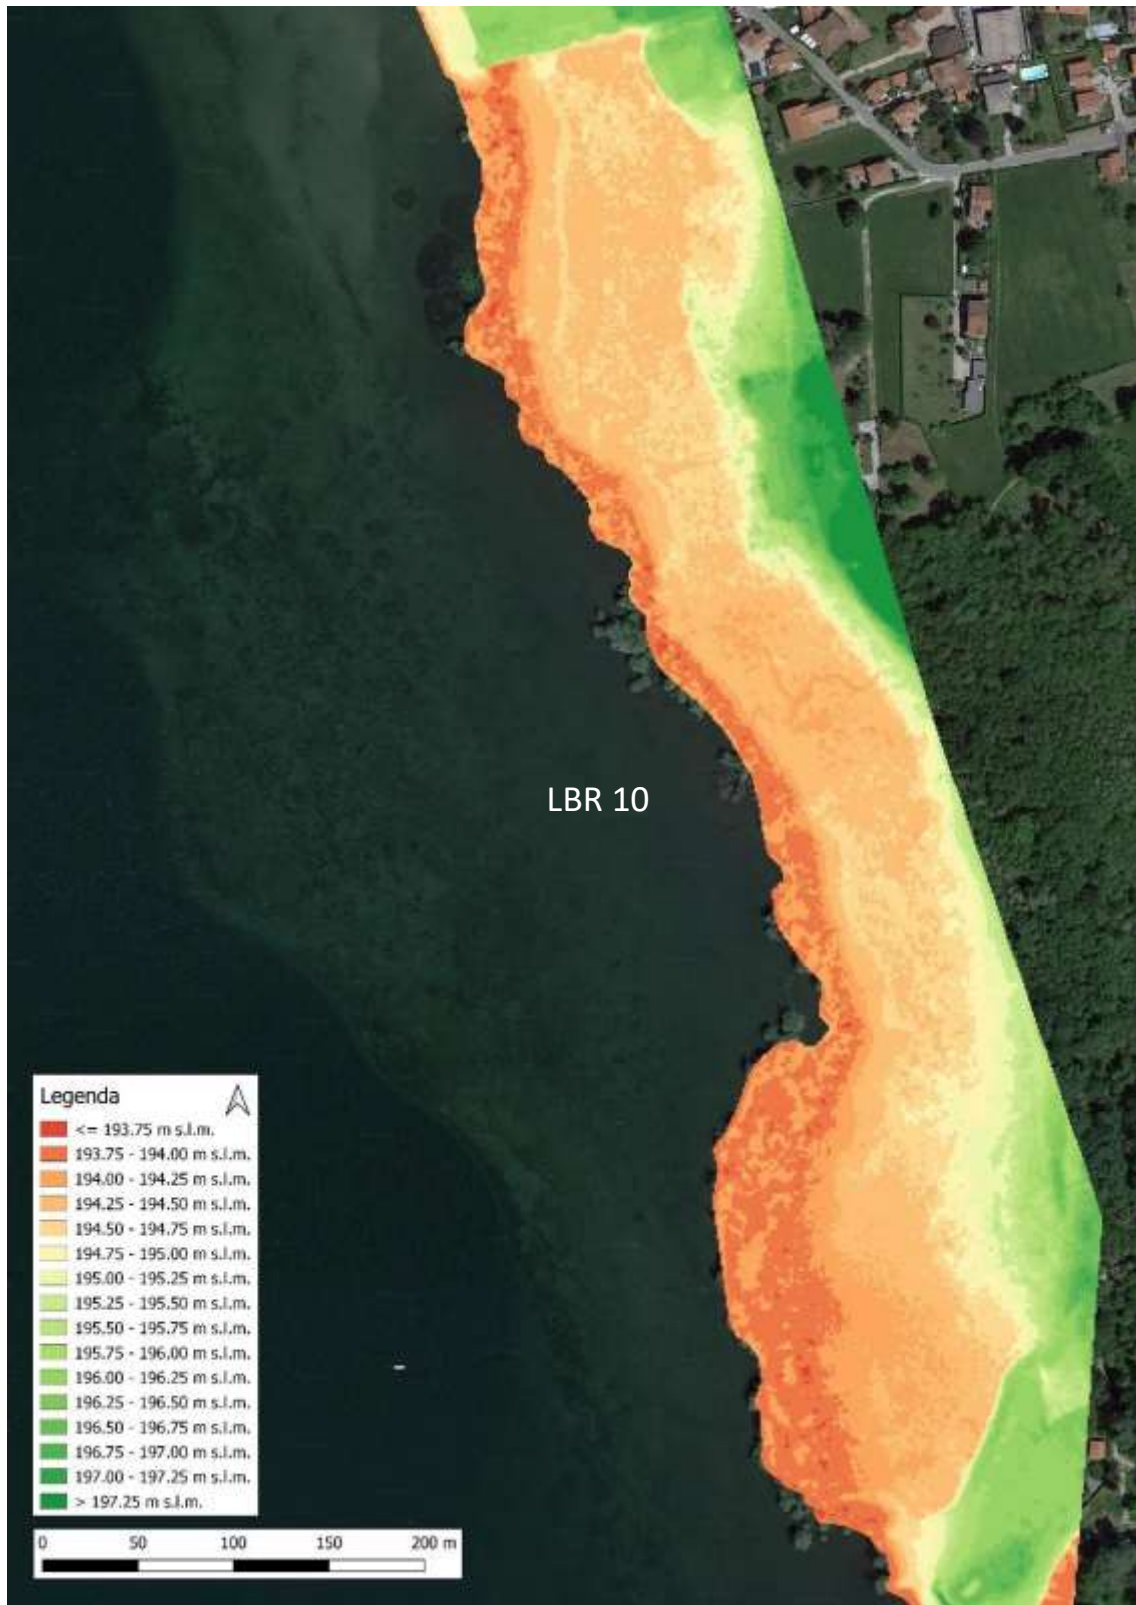 LBR 10
Legenda
<= 193.75 m s.l.m.
193.75 - 194.00 m s.l.m.
194.00 - 194.25 m s.l.m.
194.25 - 194.50 m s.l.m.
194.50 - 194.75 m s.l.m.
194.75 - 195.00 m s.l.m.
195.00 - 195.25 m s.l.m.
195.25 - 195.50 m s.l.m.
195.50 - 195.75 m s.l.m.
195.75 - 196.00 m s.l.m.
196.00 - 196.25 m s.l.m.
196.25 - 196.50 m s.l.m.
196.50 - 196.75 m s.l.m.
196.75 - 197.00 m s.l.m.
197.00 - 197.25 m s.l.m.
> 197.25 m s.l.m.
0 50 100 150 200 m